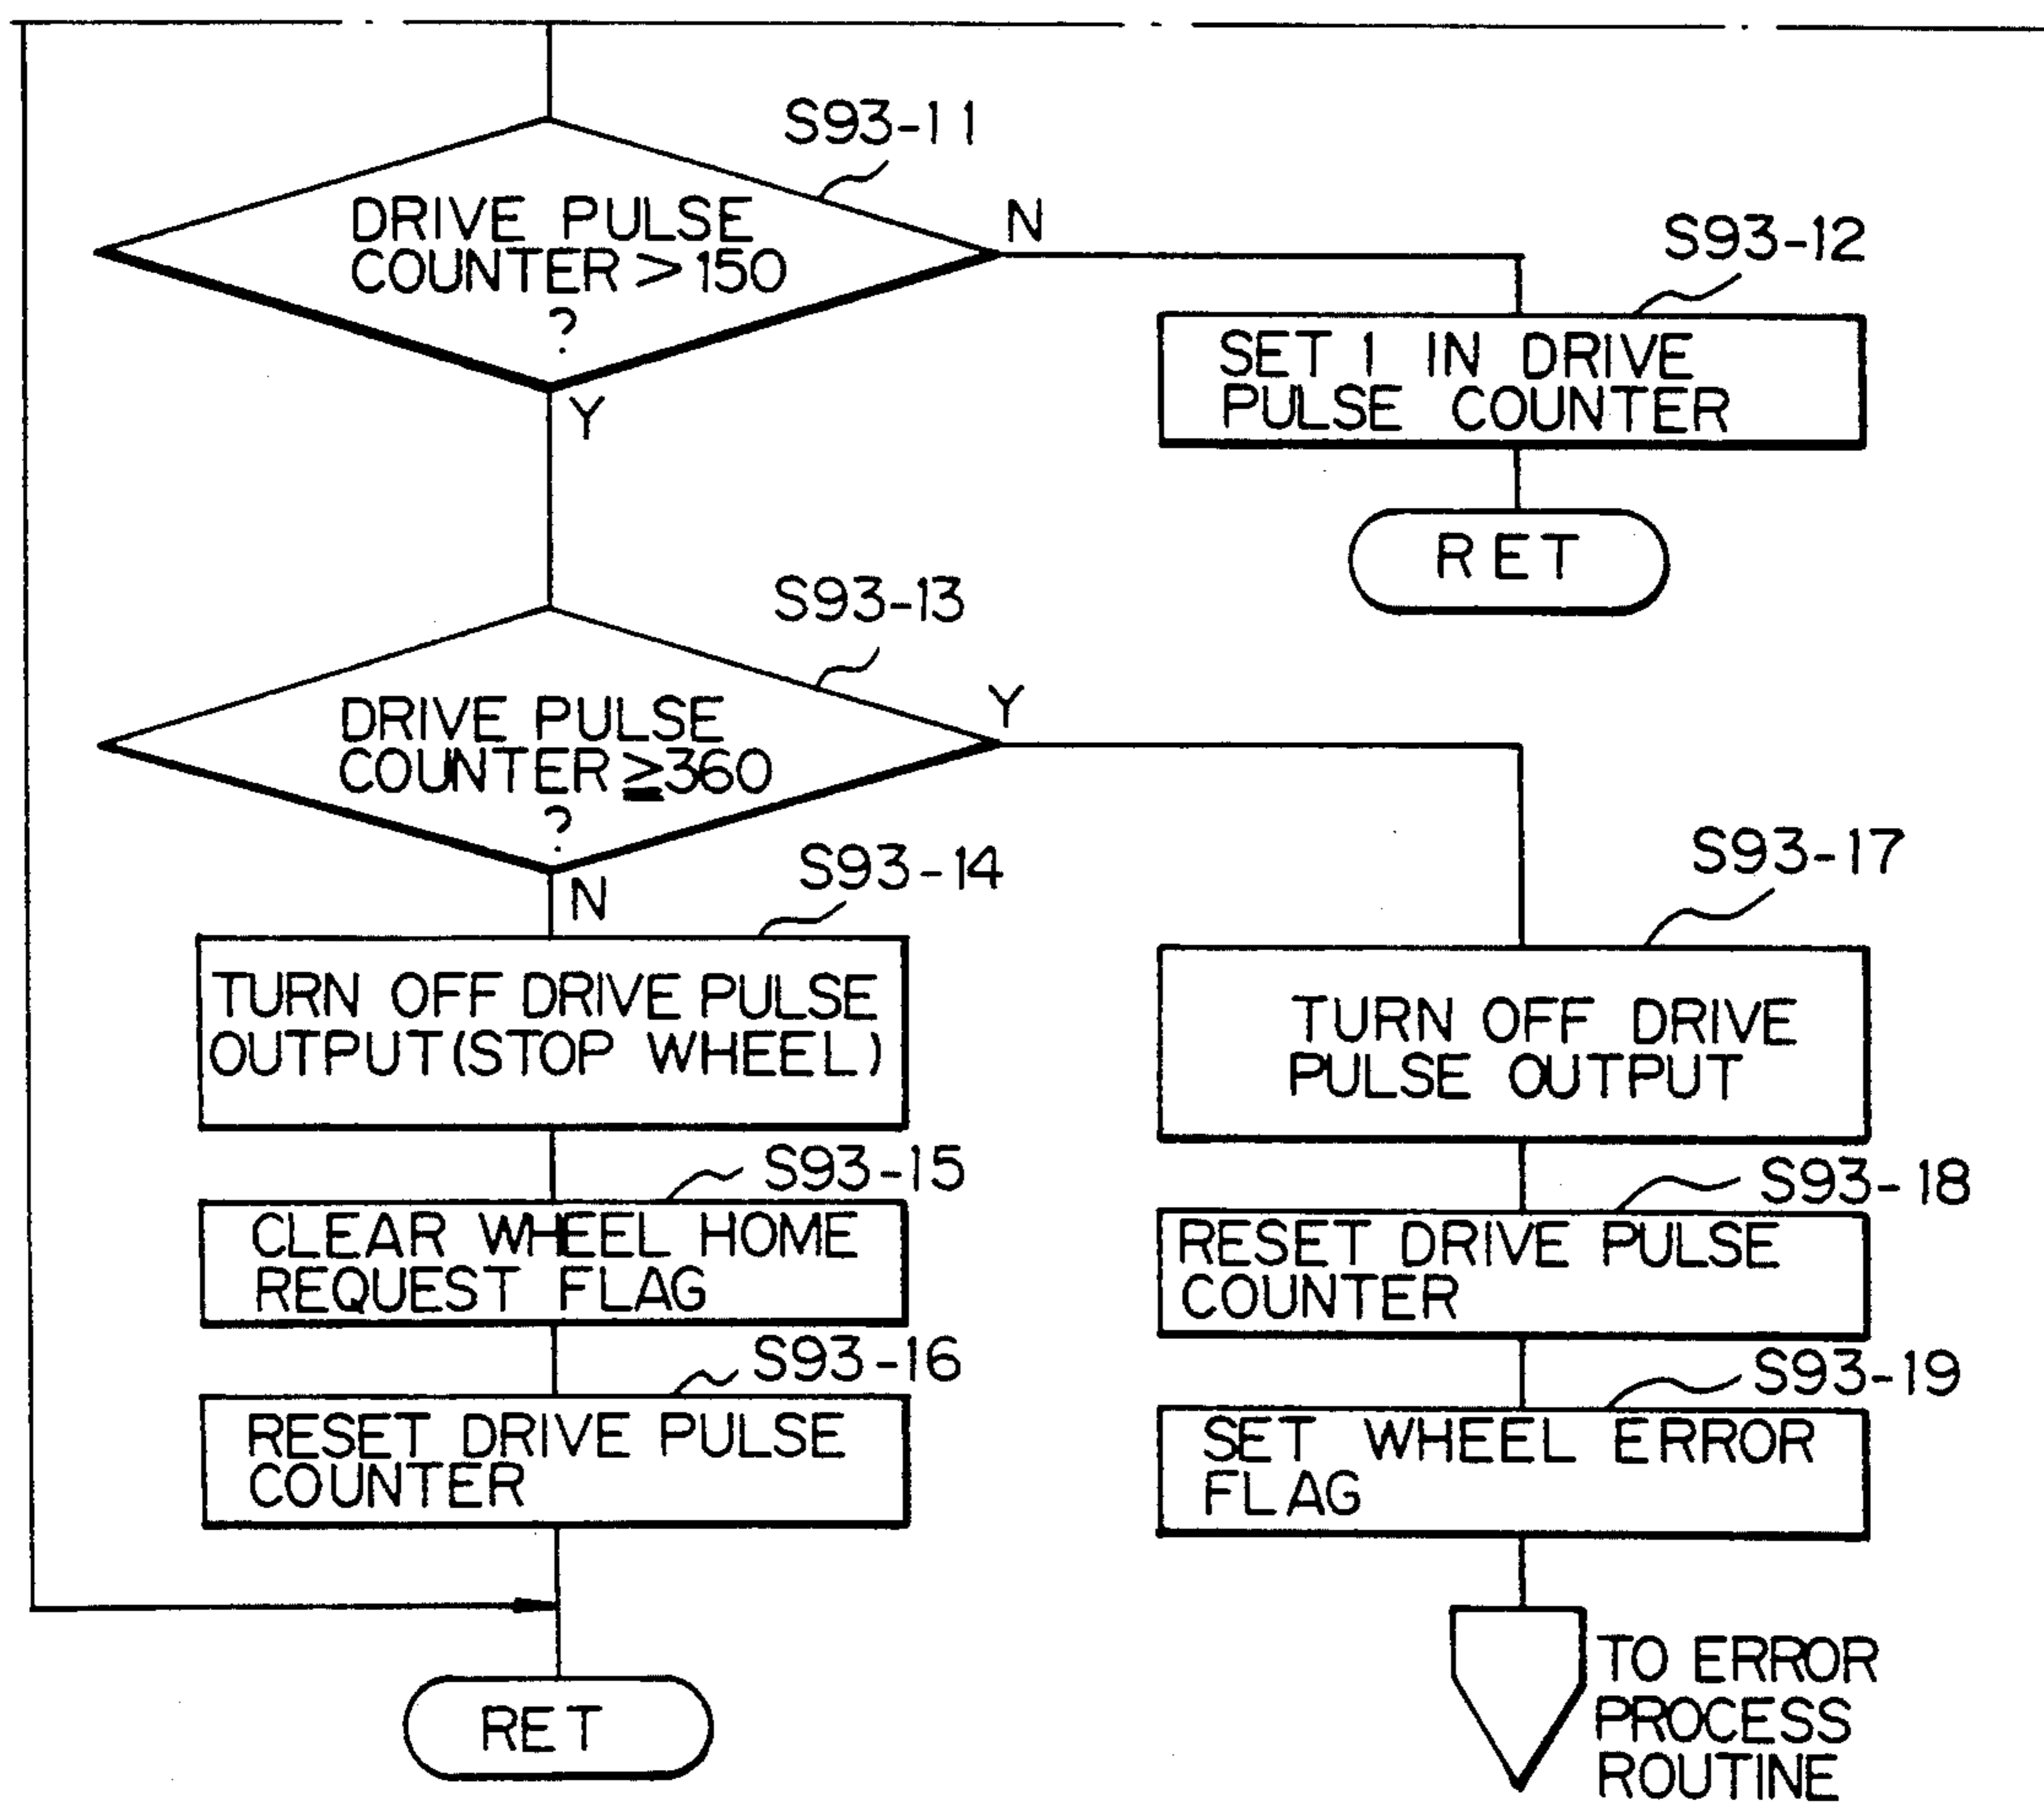 S93-11
DRIVE PULSE
COUNTER > 150
?
N
Y
S93-12
SET 1 IN DRIVE
PULSE COUNTER
RET
S93-13
DRIVE PULSE
COUNTER ≥ 360
?
Y
N
S93-14
TURN OFF DRIVE PULSE
OUTPUT (STOP WHEEL)
S93-15
CLEAR WHEEL HOME
REQUEST FLAG
S93-16
RESET DRIVE PULSE
COUNTER
RET
S93-17
TURN OFF DRIVE
PULSE OUTPUT
S93-18
RESET DRIVE PULSE
COUNTER
S93-19
SET WHEEL ERROR
FLAG
TO ERROR
PROCESS
ROUTINE